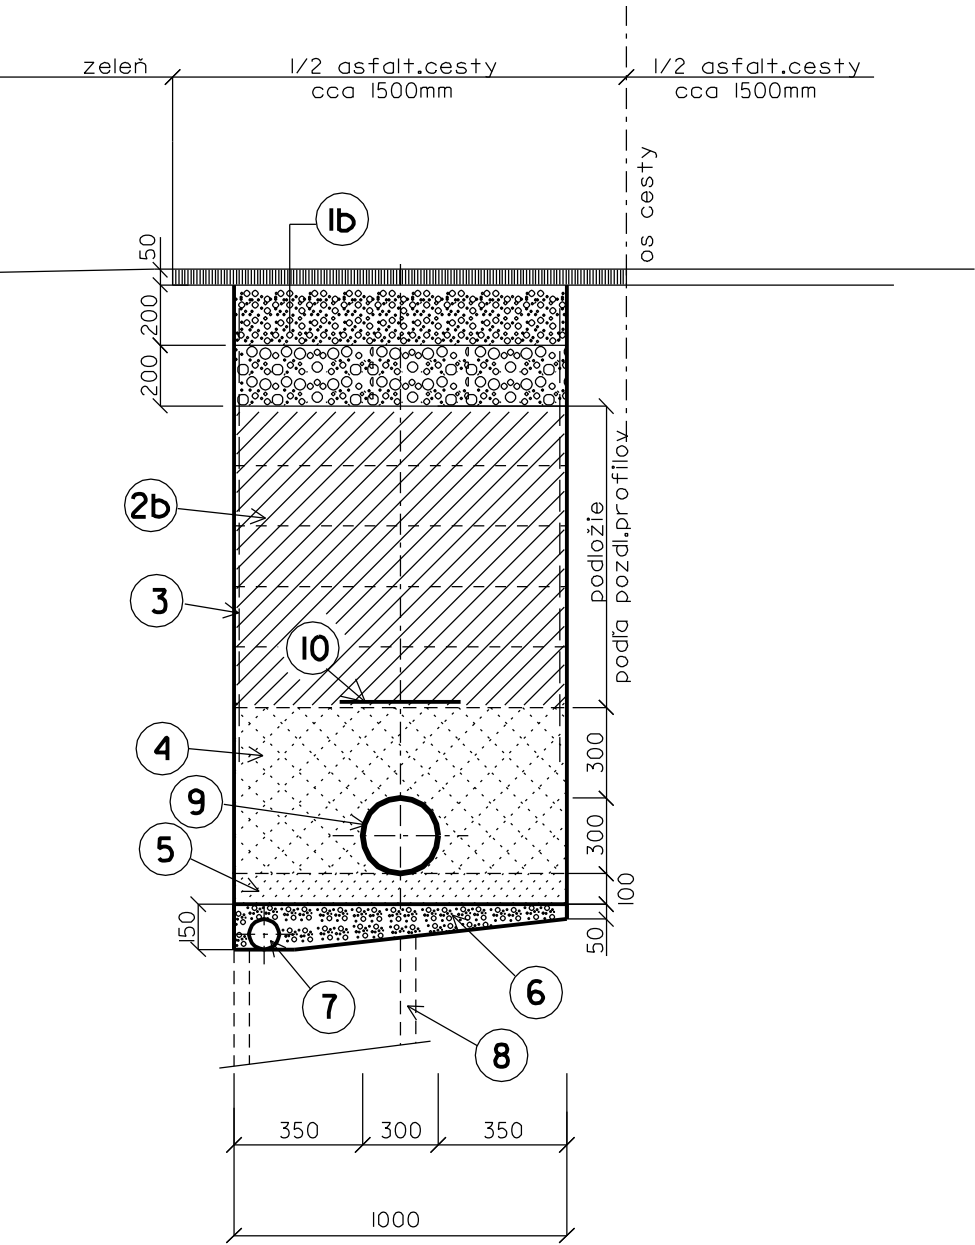 zeleň
1/2 asfalt.cesty
cca 1500mm
1/2 asfalt.cesty
cca 1500mm
os cesty
1b
50
200
200
2b
3
podložie
podľa pozdl.profilov
10
4
300
9
300
5
100
150
50
6
7
8
350
300
350
1000